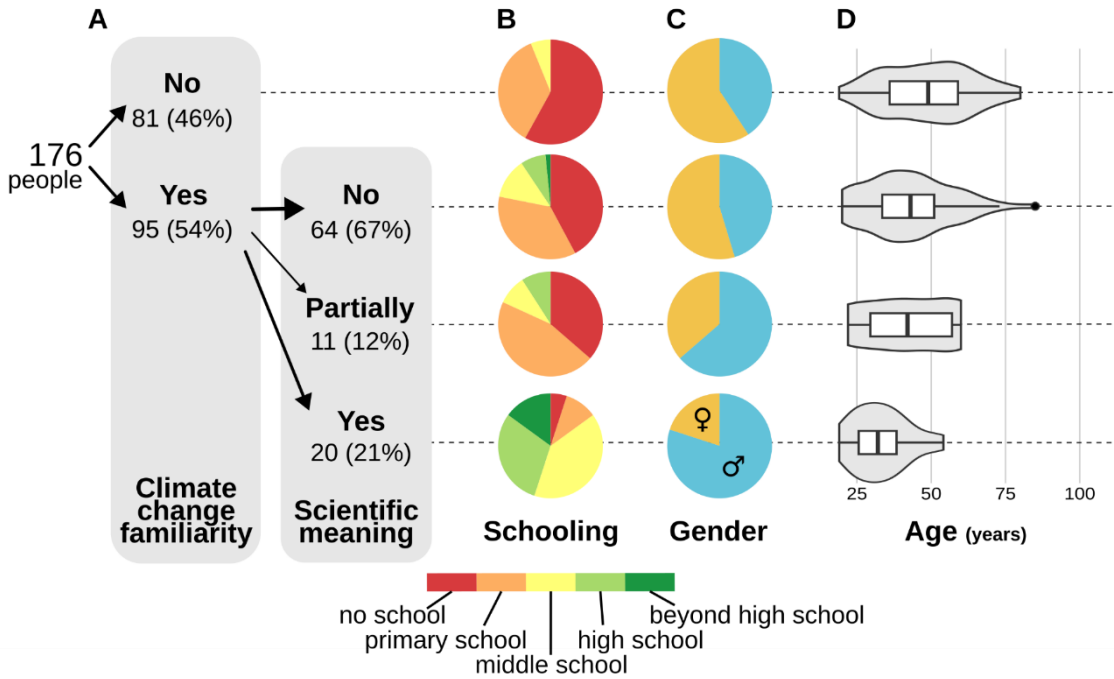 A
B
C
D
No
81 (46%)
176
people
Yes
95 (54%)
No
64 (67%)
Partially
11 (12%)
Yes
20 (21%)
♀
♂
25
50
75
100
Climate
change
familiarity
Scientific
meaning
Schooling
Gender
Age (years)
no school
beyond high school
primary school
high school
middle school